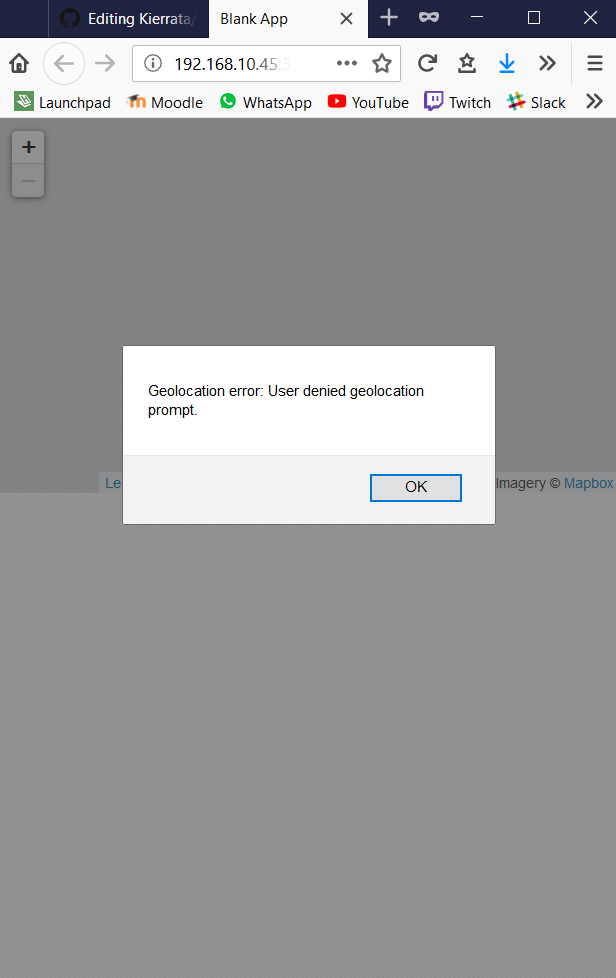 Editing Kierrata/
Blank App
192.168.10.45:
Launchpad
Moodle
WhatsApp
YouTube
Twitch
Slack
+
−
Geolocation error: User denied geolocation
prompt.
OK
Le
Imagery © Mapbox